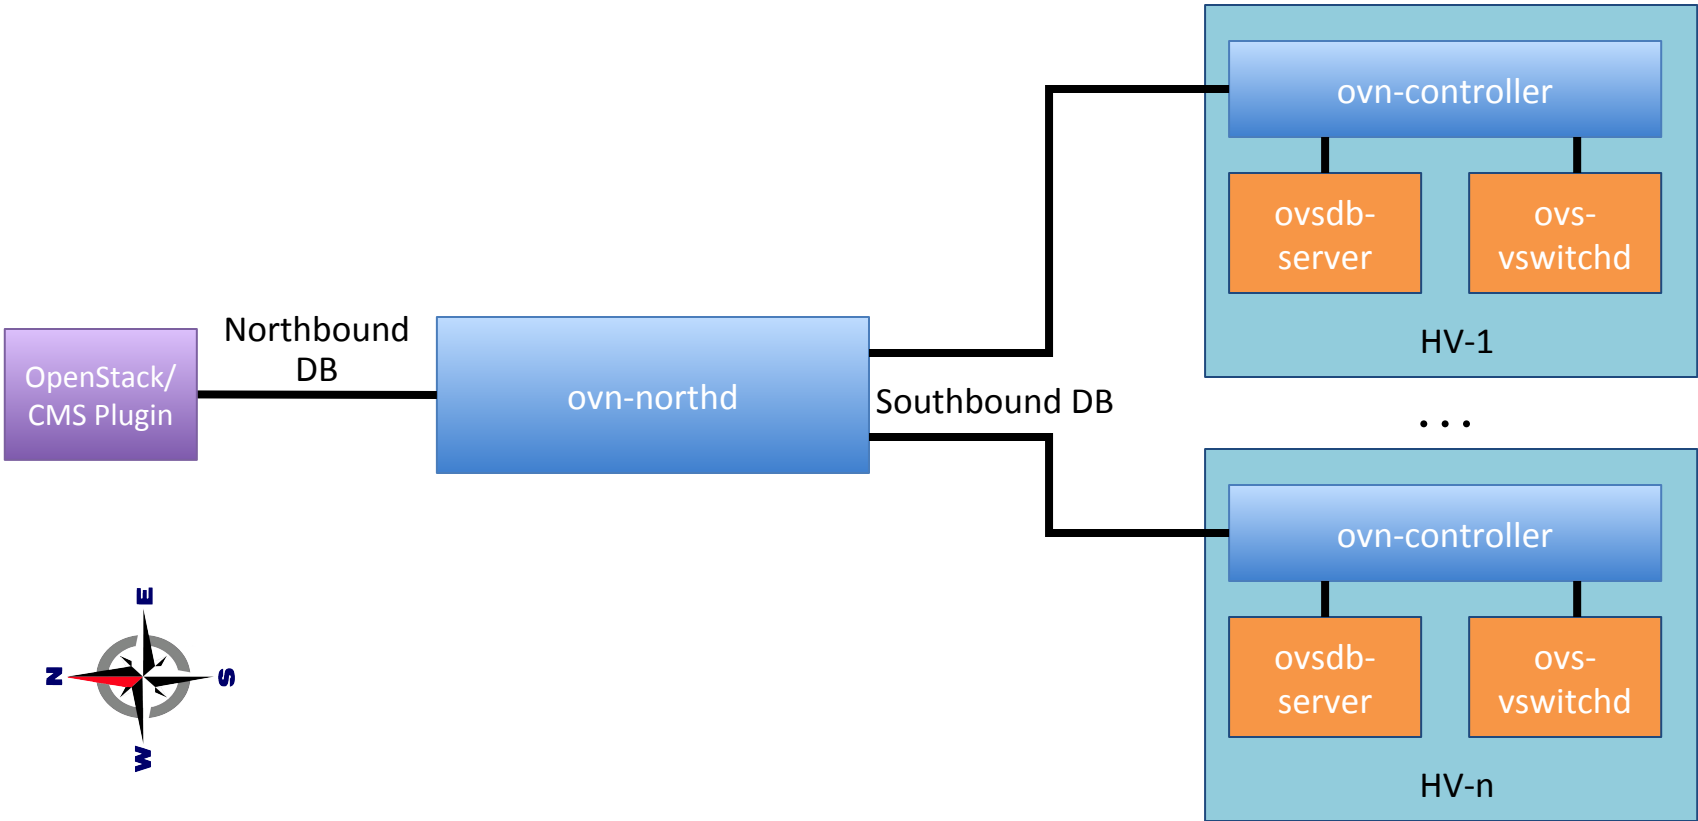 ovn-controller
ovsdb-
server
ovs-
vswitchd
HV-1
Northbound
DB
OpenStack/
CMS Plugin
ovn-northd
Southbound DB
...
ovn-controller
ovsdb-
server
ovs-
vswitchd
HV-n
E
N
S
W